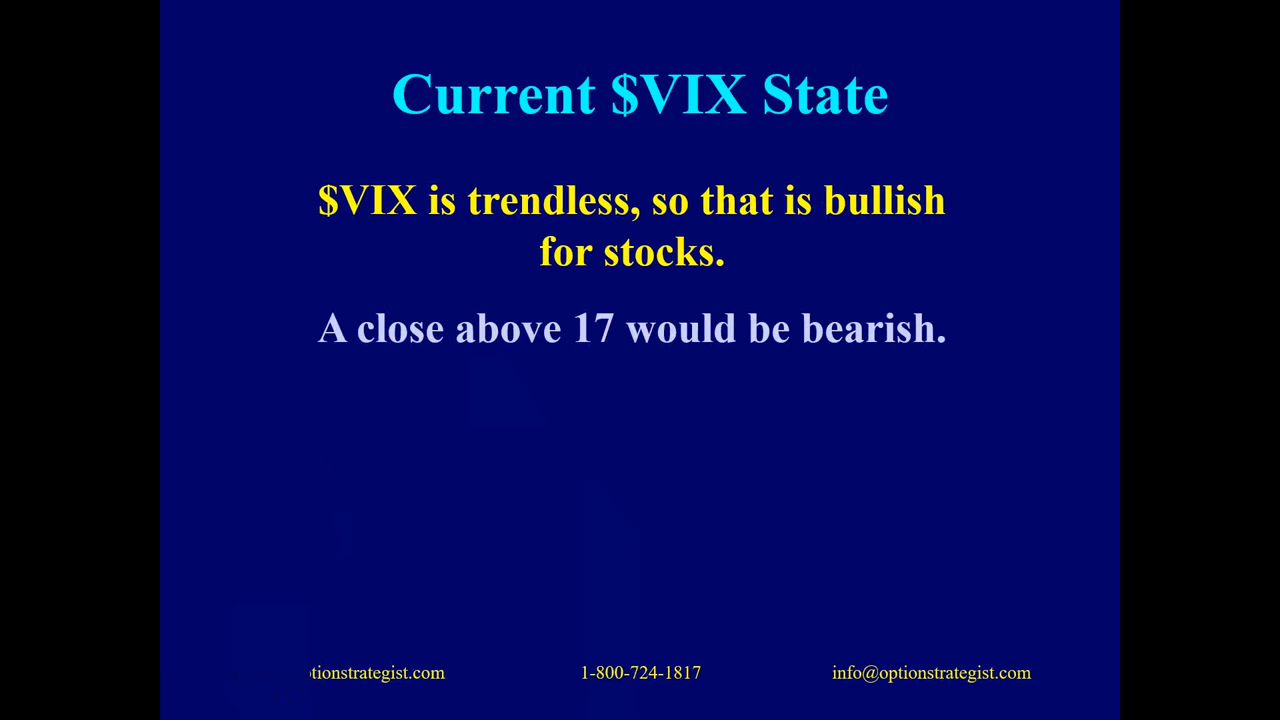 Current $VIX State
$VIX is trendless, so that is bullish
for stocks.
A close above 17 would be bearish.
tionstrategist.com 1-800-724-1817 info@optionstrategist.com